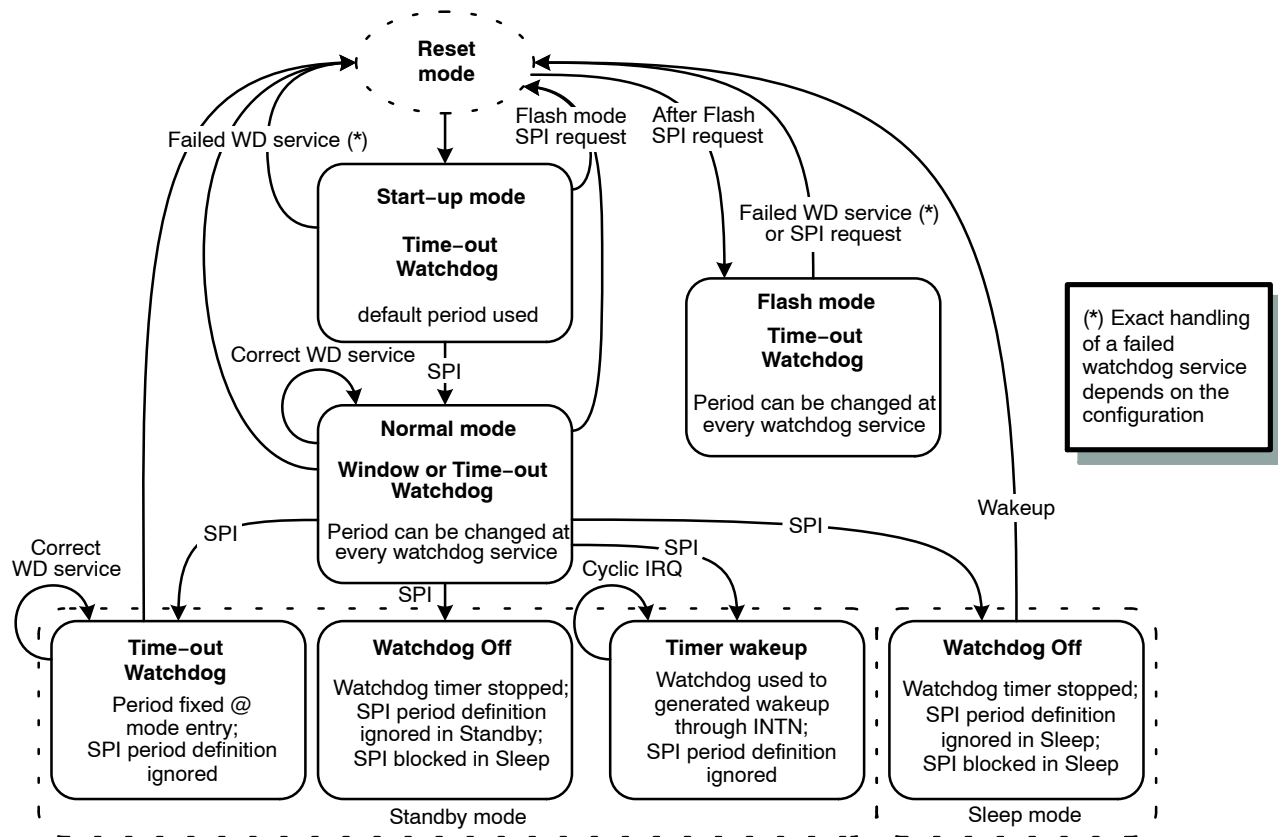 Reset
mode
Failed WD service (*)
Flash mode
SPI request
After Flash
SPI request
Start−up mode
Time−out
Watchdog
default period used
Failed WD service (*)
or SPI request
Flash mode
Time−out
Watchdog
Period can be changed at
every watchdog service
(*) Exact handling
of a failed
watchdog service
depends on the
configuration
Correct WD service
SPI
Normal mode
Window or Time−out
Watchdog
Period can be changed at
every watchdog service
Wakeup
SPI
SPI
SPI
SPI
Correct
WD service
Cyclic IRQ
Time−out
Watchdog
Period fixed @
mode entry;
SPI period definition
ignored
Watchdog Off
Watchdog timer stopped;
SPI period definition
ignored in Standby;
SPI blocked in Sleep
Timer wakeup
Watchdog used to
generated wakeup
through INTN;
SPI period definition
ignored
Watchdog Off
Watchdog timer stopped;
SPI period definition
ignored in Sleep;
SPI blocked in Sleep
Standby mode
Sleep mode